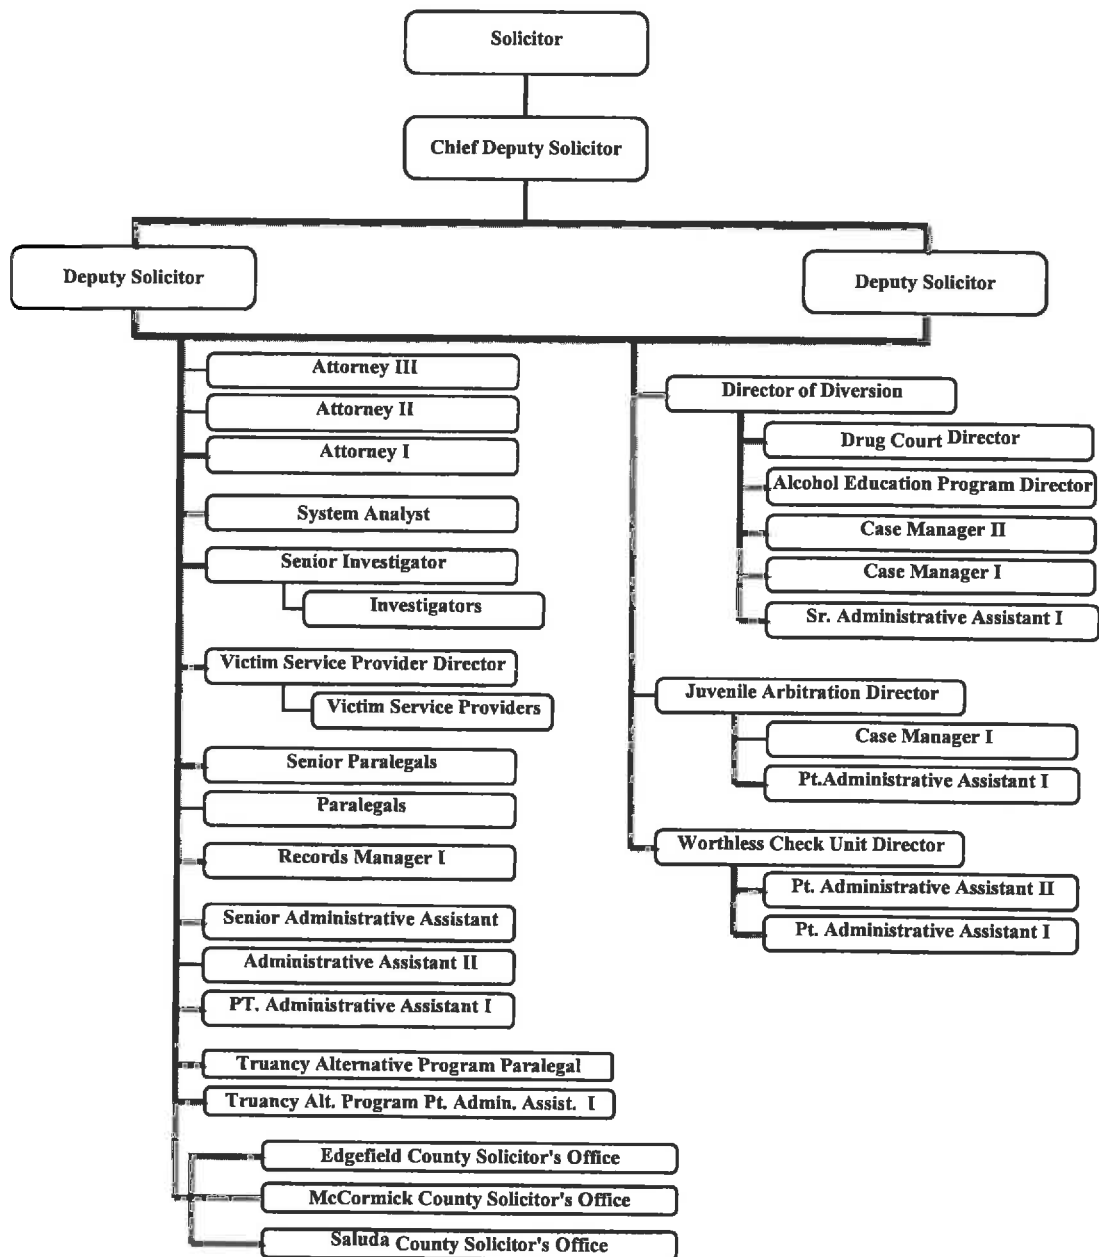 Solicitor
Chief Deputy Solicitor
Deputy Solicitor
Deputy Solicitor
Attorney III
Attorney II
Attorney I
System Analyst
Senior Investigator
Investigators
Victim Service Provider Director
Victim Service Providers
Senior Paralegals
Paralegals
Records Manager I
Senior Administrative Assistant
Administrative Assistant II
PT. Administrative Assistant I
Truancy Alternative Program Paralegal
Truancy Alt. Program Pt. Admin. Assist. I
Edgefield County Solicitor's Office
McCormick County Solicitor's Office
Saluda County Solicitor's Office
Director of Diversion
Drug Court Director
Alcohol Education Program Director
Case Manager II
Case Manager I
Sr. Administrative Assistant I
Juvenile Arbitration Director
Case Manager I
Pt.Administrative Assistant I
Worthless Check Unit Director
Pt. Administrative Assistant II
Pt. Administrative Assistant I